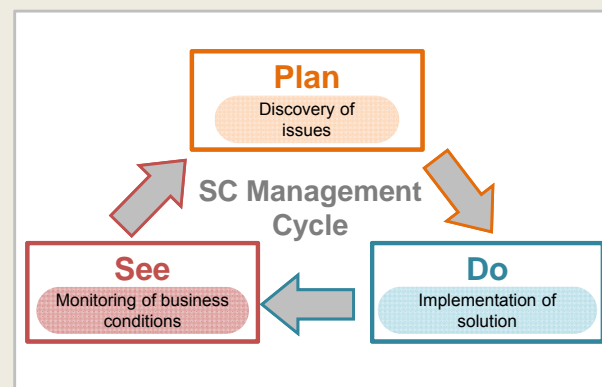 Plan
Discovery of
issues
SC Management
Cycle
See
Monitoring of business
conditions
Do
Implementation of
solution